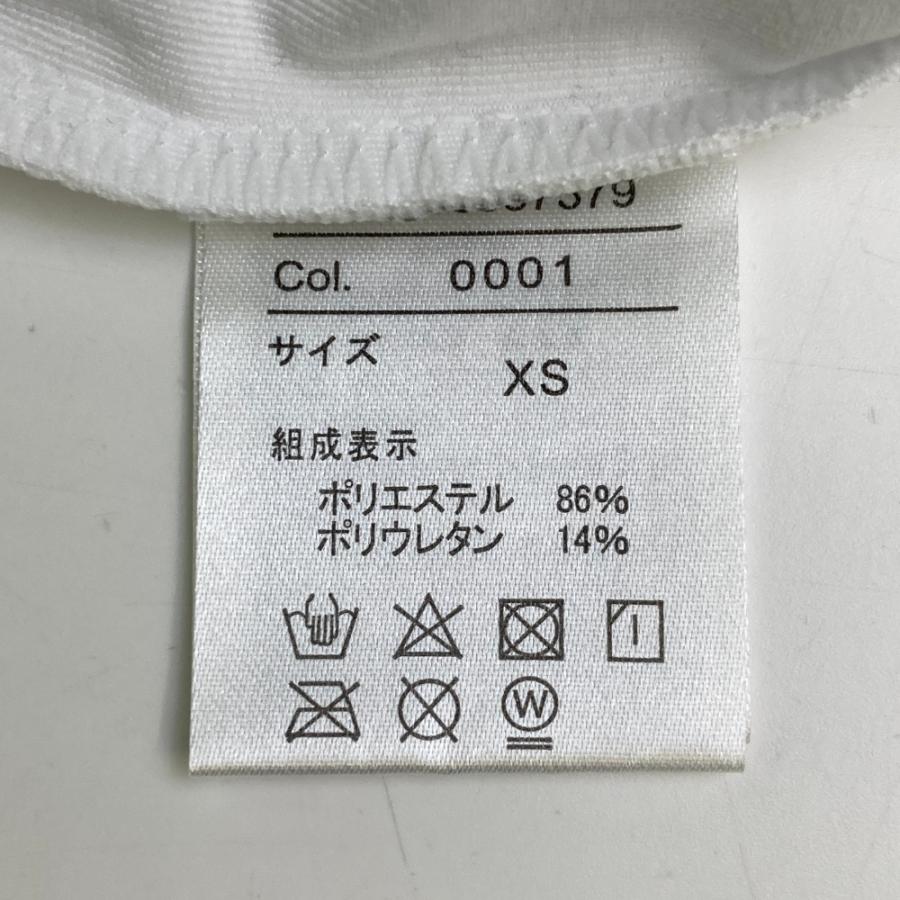 Col. 0001
サイズ
XS
組成表示
ポリエステル 86%
ポリウレタン 14%
W